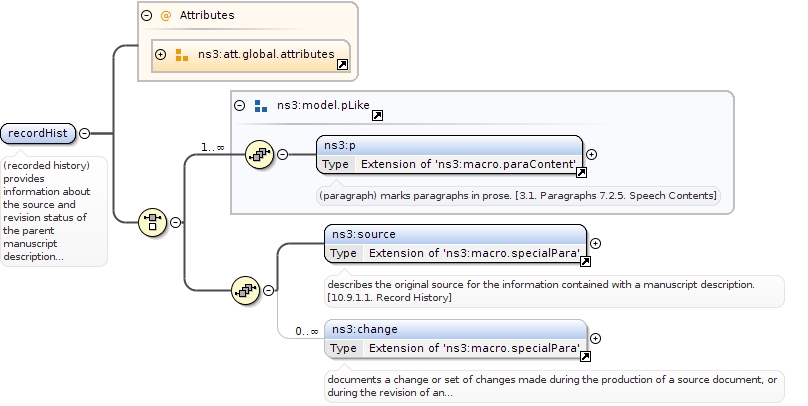 Attributes
ns3:att.global.attributes
ns3:model.pLike
recordHist
(recorded history)
provides
information about
the source and
revision status of
the parent
manuscript
description...
1..∞
ns3:p
Type Extension of 'ns3:macro.paraContent'
(paragraph) marks paragraphs in prose. [3.1. Paragraphs 7.2.5. Speech Contents]
ns3:source
Type Extension of 'ns3:macro.specialPara'
describes the original source for the information contained with a manuscript description.
[10.9.1.1. Record History]
0..∞
ns3:change
Type Extension of 'ns3:macro.specialPara'
documents a change or set of changes made during the production of a source document, or
during the revision of an...